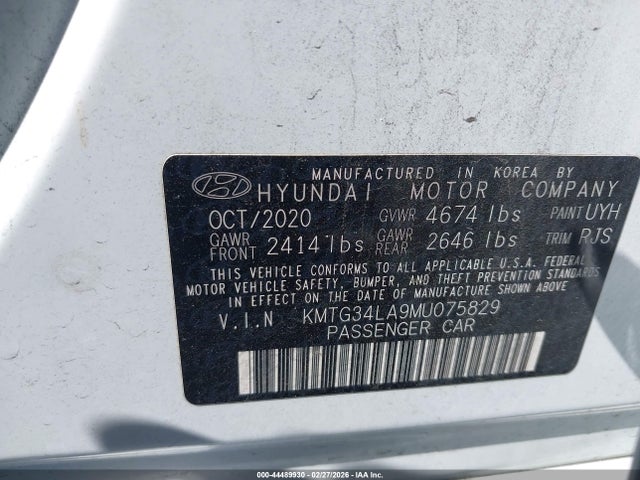 MANUFACTURED IN KOREA BY
HYUNDAI MOTOR COMPANY
OCT/2020 GVWR 4674 lbs PAINT UYH
GAWR FRONT 2414 lbs GAWR REAR 2646 lbs TRIM RJS
THIS VEHICLE CONFORMS TO ALL APPLICABLE U.S.A. FEDERAL
MOTOR VEHICLE SAFETY, BUMPER, AND THEFT PREVENTION STANDARDS
IN EFFECT ON THE DATE OF MANUFACTURE SHOWN ABOVE.
V.I.N KMTG34LA9MU075829
PASSENGER CAR
000-44489930 - 02/27/2026 - IAA Inc.